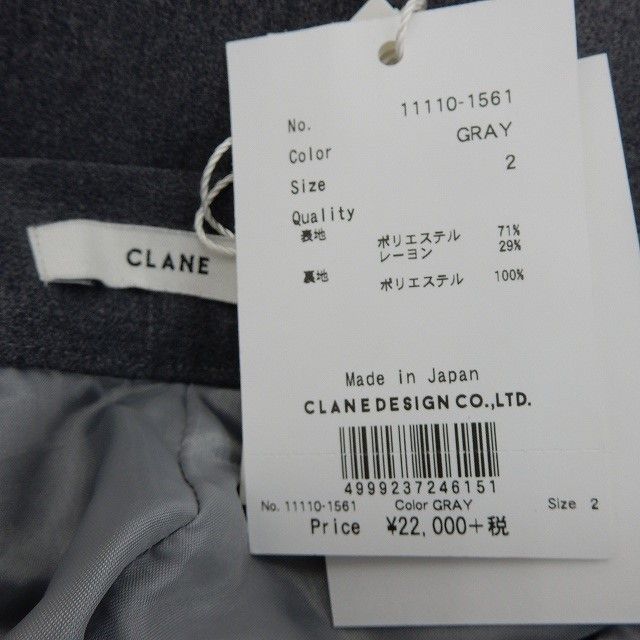 No. 11110-1561
Color GRAY
Size 2
Quality
表地 ポリエステル 71%
レーヨン 29%
裏地 ポリエステル 100%
CLANE
Made in Japan
CLANEDESIGN CO.,LTD.
4999237246151
No. 11110-1561 Color GRAY Size 2
Price ¥22,000+税